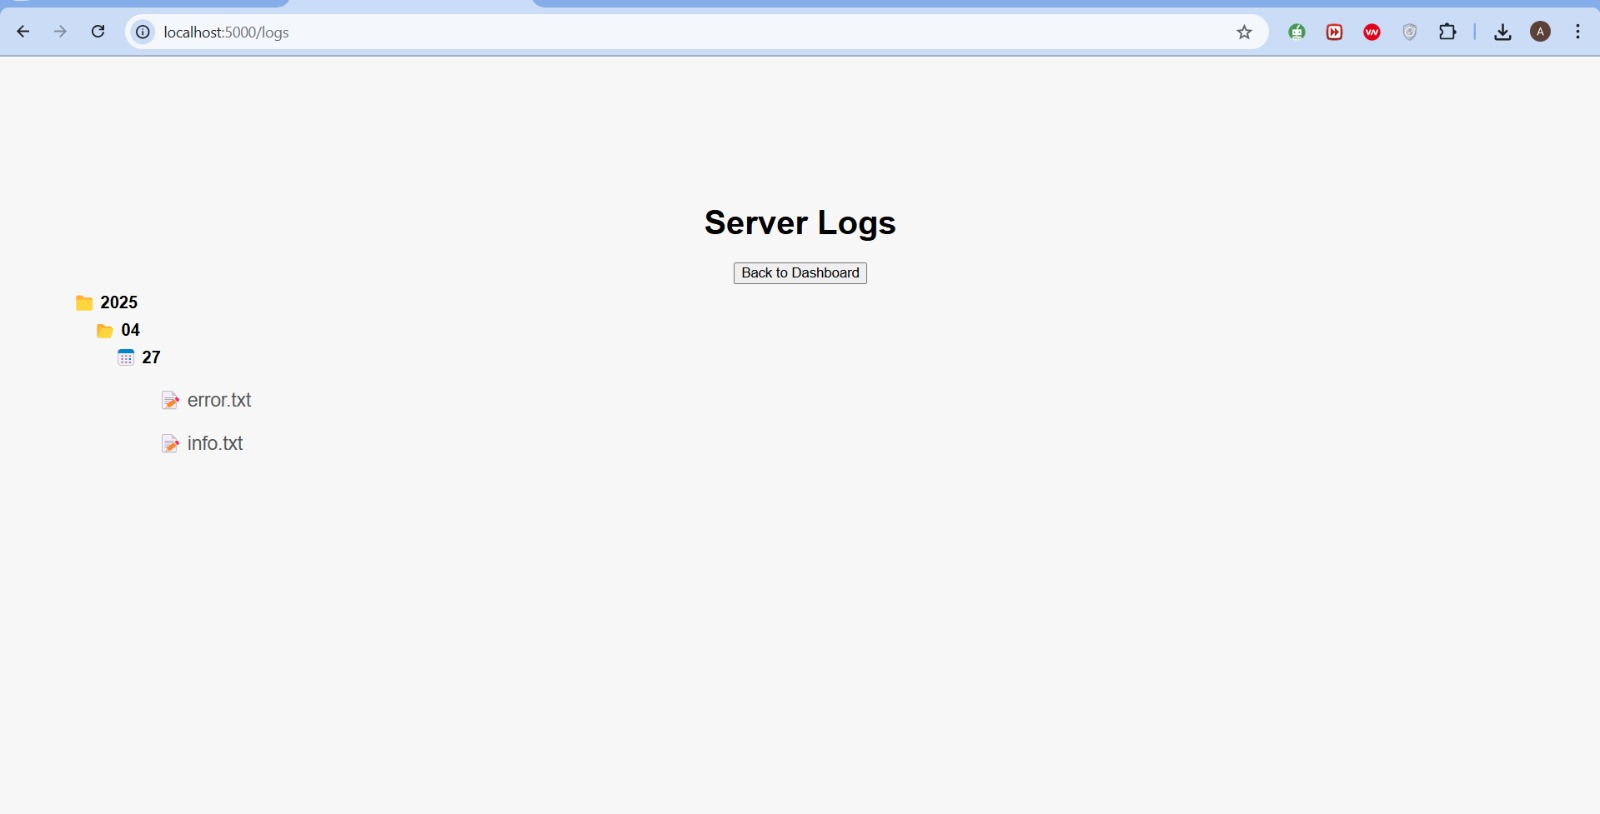 localhost:5000/logs
A
Server Logs
Back to Dashboard
2025
04
27
error.txt
info.txt